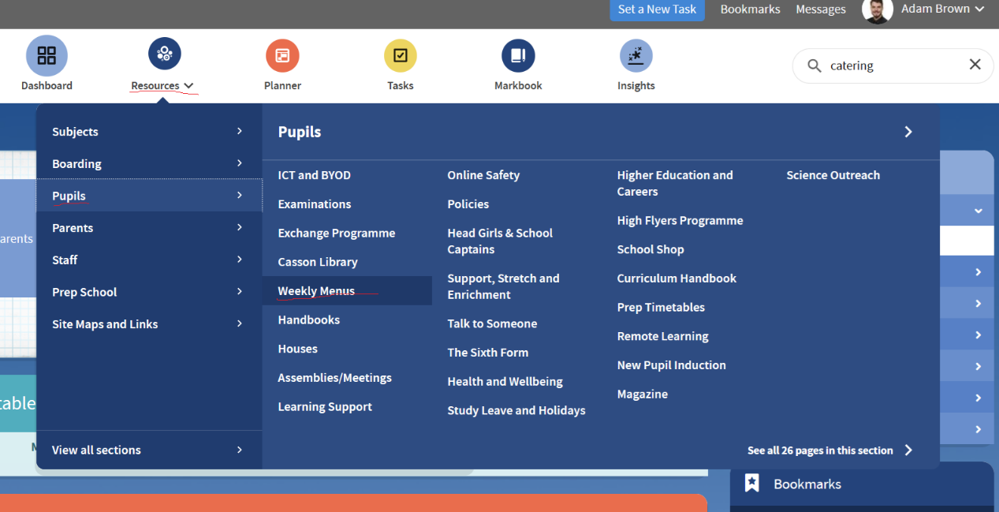 Set a New Task
Bookmarks
Messages
Adam Brown
Dashboard
Resources
Planner
Tasks
Markbook
Insights
catering
Subjects
Boarding
Pupils
Parents
Staff
Prep School
Site Maps and Links
View all sections
Pupils
ICT and BYOD
Examinations
Exchange Programme
Casson Library
Weekly Menus
Handbooks
Houses
Assemblies/Meetings
Learning Support
Online Safety
Policies
Head Girls & School
Captains
Support, Stretch and
Enrichment
Talk to Someone
The Sixth Form
Health and Wellbeing
Study Leave and Holidays
Higher Education and
Careers
High Flyers Programme
School Shop
Curriculum Handbook
Prep Timetables
Remote Learning
New Pupil Induction
Magazine
Science Outreach
See all 26 pages in this section
arents
table
Bookmarks